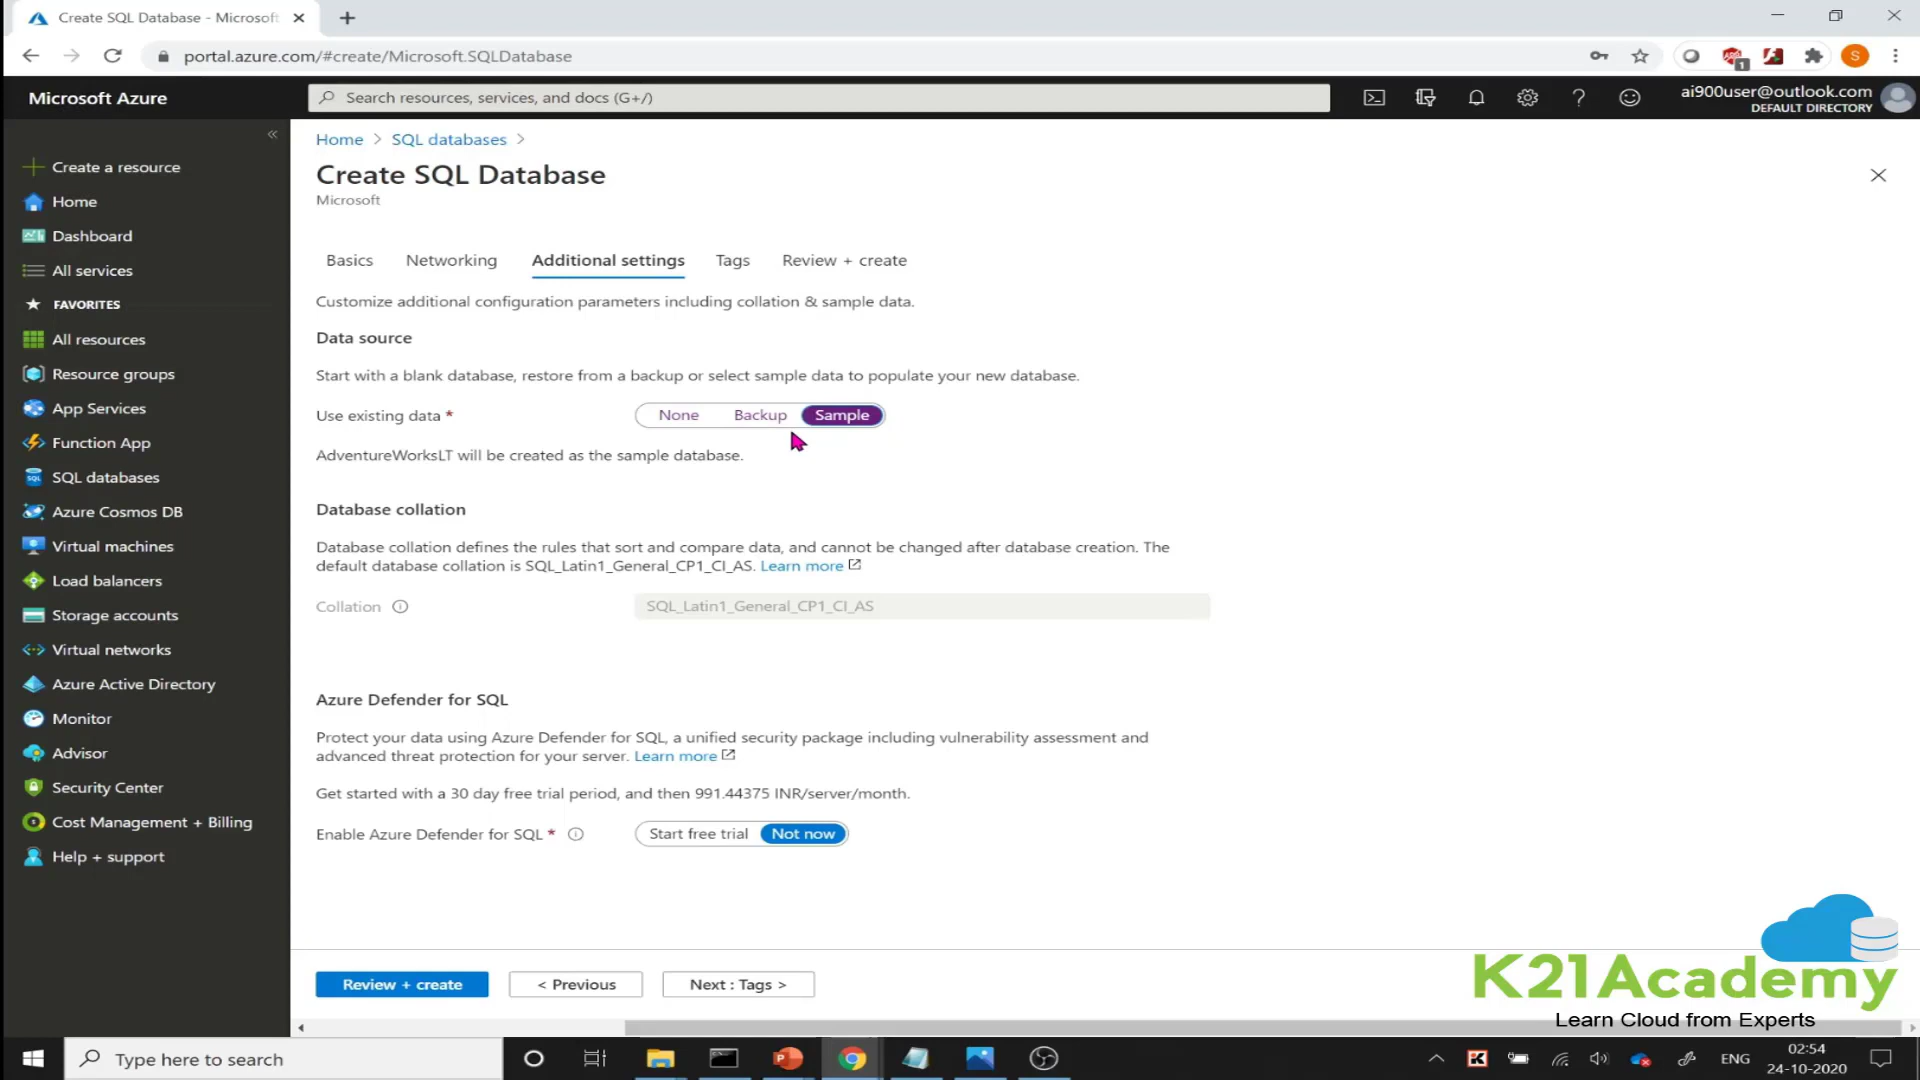 Create SQL Database - Microsoft
portal.azure.com/#create/Microsoft.SQLDatabase
1
S
Microsoft Azure
Search resources, services, and docs (G+/)
ai900user@outlook.com
DEFAULT DIRECTORY
Create a resource
Home
Dashboard
All services
FAVORITES
All resources
Resource groups
App Services
Function App
SQL databases
Azure Cosmos DB
Virtual machines
Load balancers
Storage accounts
Virtual networks
Azure Active Directory
Monitor
Advisor
Security Center
Cost Management + Billing
Help + support
Home > SQL databases >
Create SQL Database
Microsoft
Basics Networking Additional settings Tags Review + create
Customize additional configuration parameters including collation & sample data.
Data source
Start with a blank database, restore from a backup or select sample data to populate your new database.
Use existing data * None Backup Sample
AdventureWorksLT will be created as the sample database.
Database collation
Database collation defines the rules that sort and compare data, and cannot be changed after database creation. The
default database collation is SQL_Latin1_General_CP1_CI_AS. Learn more
Collation SQL_Latin1_General_CP1_CI_AS
Azure Defender for SQL
Protect your data using Azure Defender for SQL, a unified security package including vulnerability assessment and
advanced threat protection for your server. Learn more
Get started with a 30 day free trial period, and then 991.44375 INR/server/month.
Enable Azure Defender for SQL * Start free trial Not now
Review + create < Previous Next : Tags >
K21Academy
Learn Cloud from Experts
Type here to search
ENG
02:54
24-10-2020